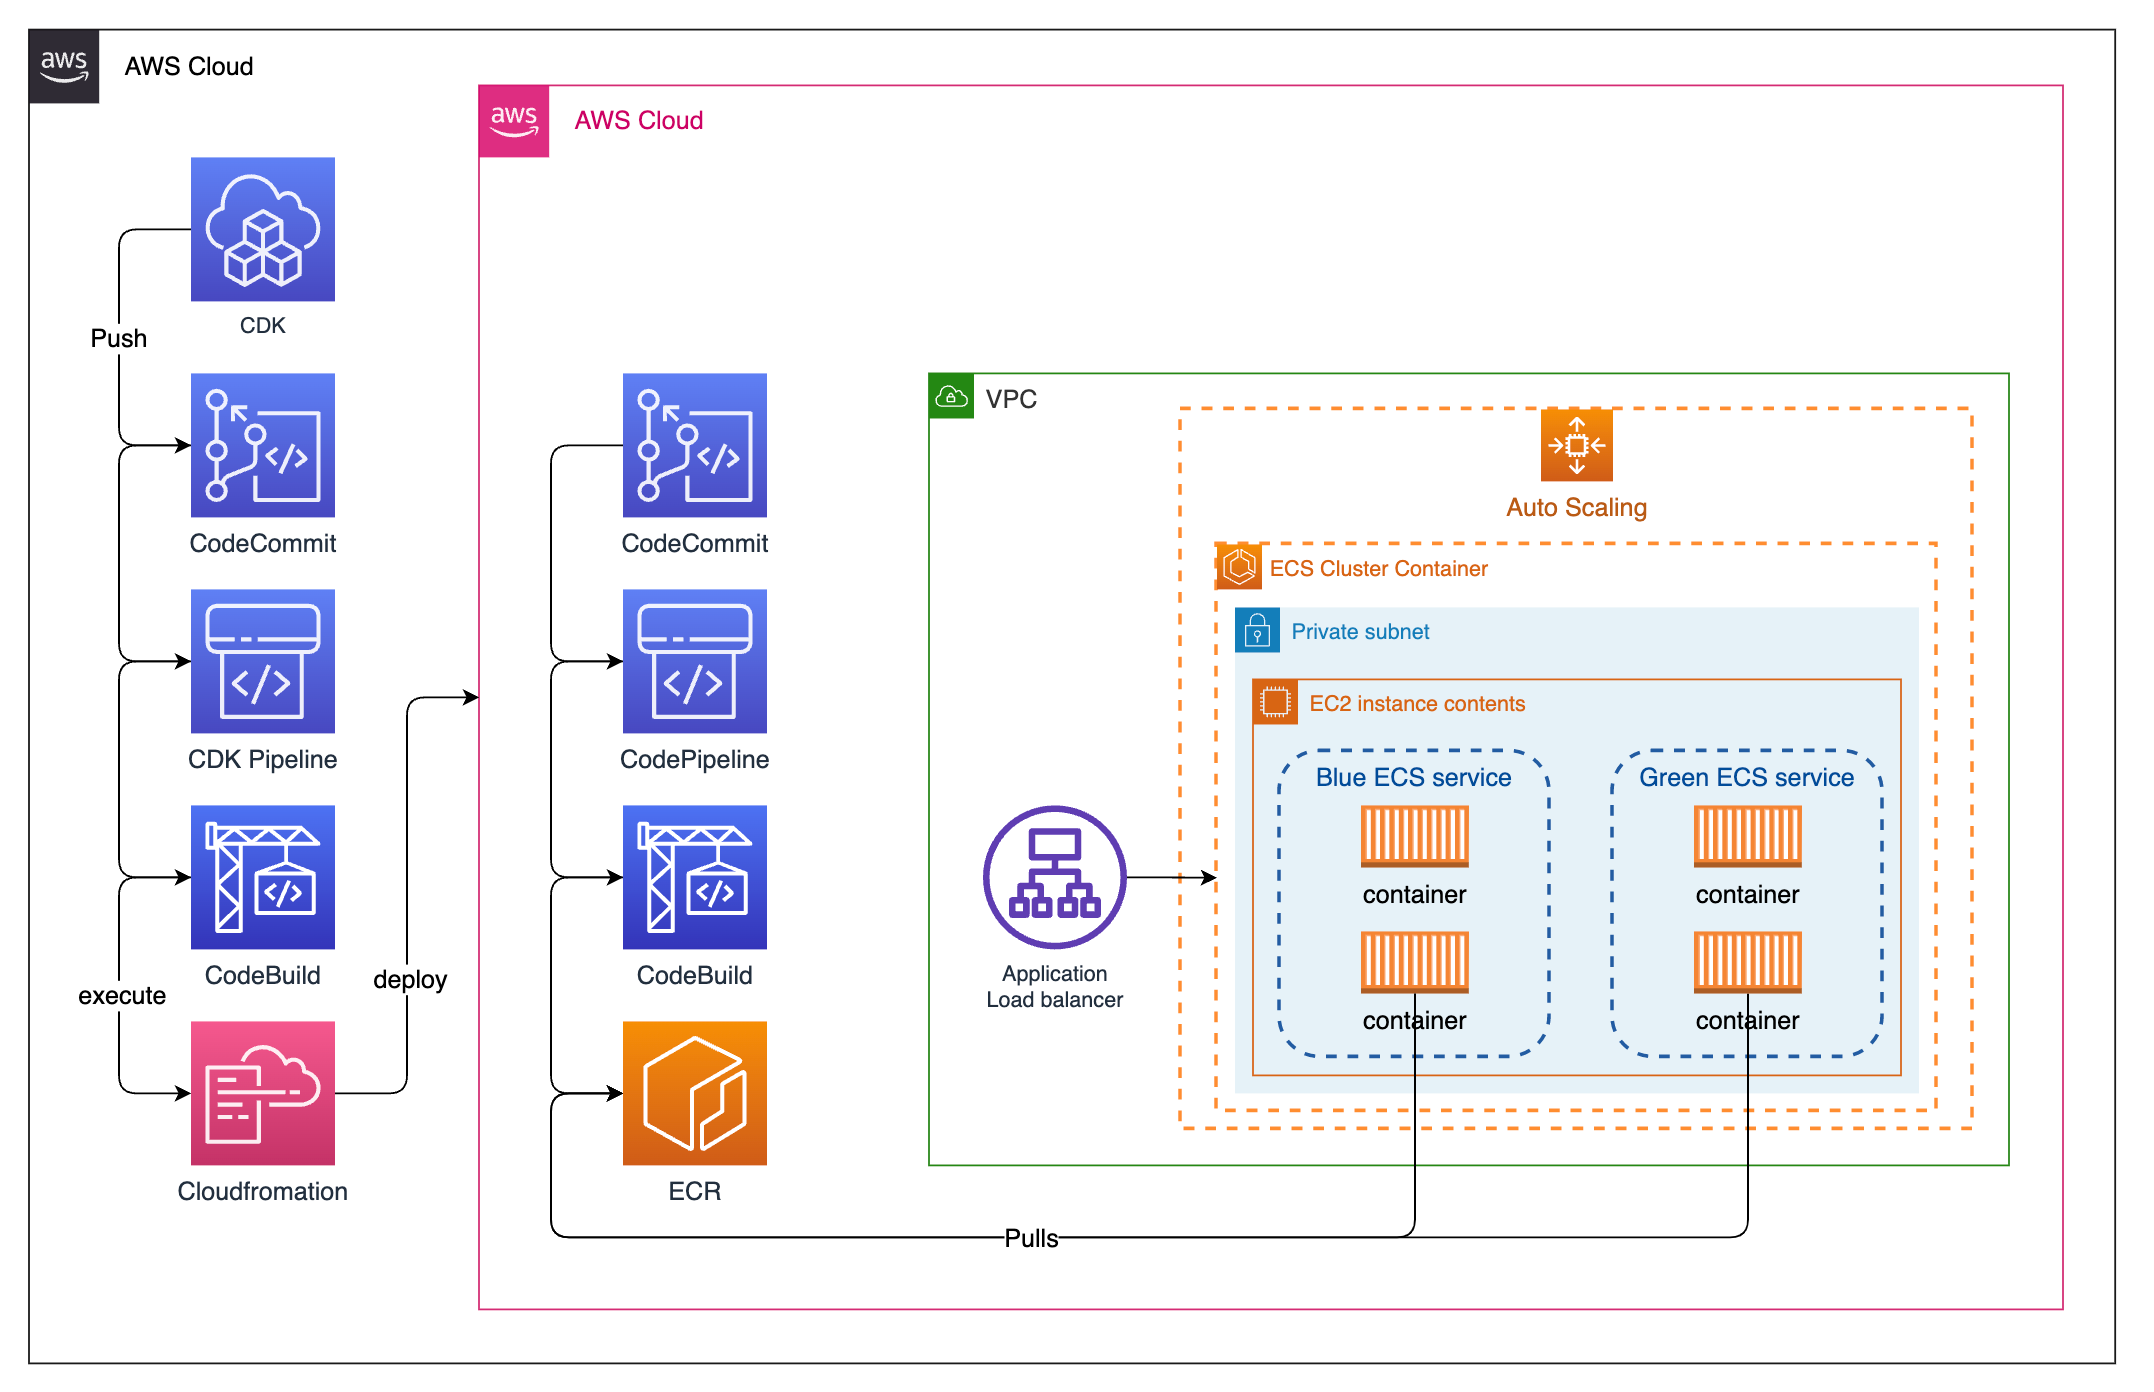 aws
AWS Cloud
aws
AWS Cloud
CDK
Push
CodeCommit
CDK Pipeline
CodeBuild
execute
deploy
Cloudfromation
CodeCommit
CodePipeline
CodeBuild
ECR
Pulls
VPC
Auto Scaling
ECS Cluster Container
Private subnet
EC2 instance contents
Blue ECS service
container
container
Green ECS service
container
container
Application
Load balancer